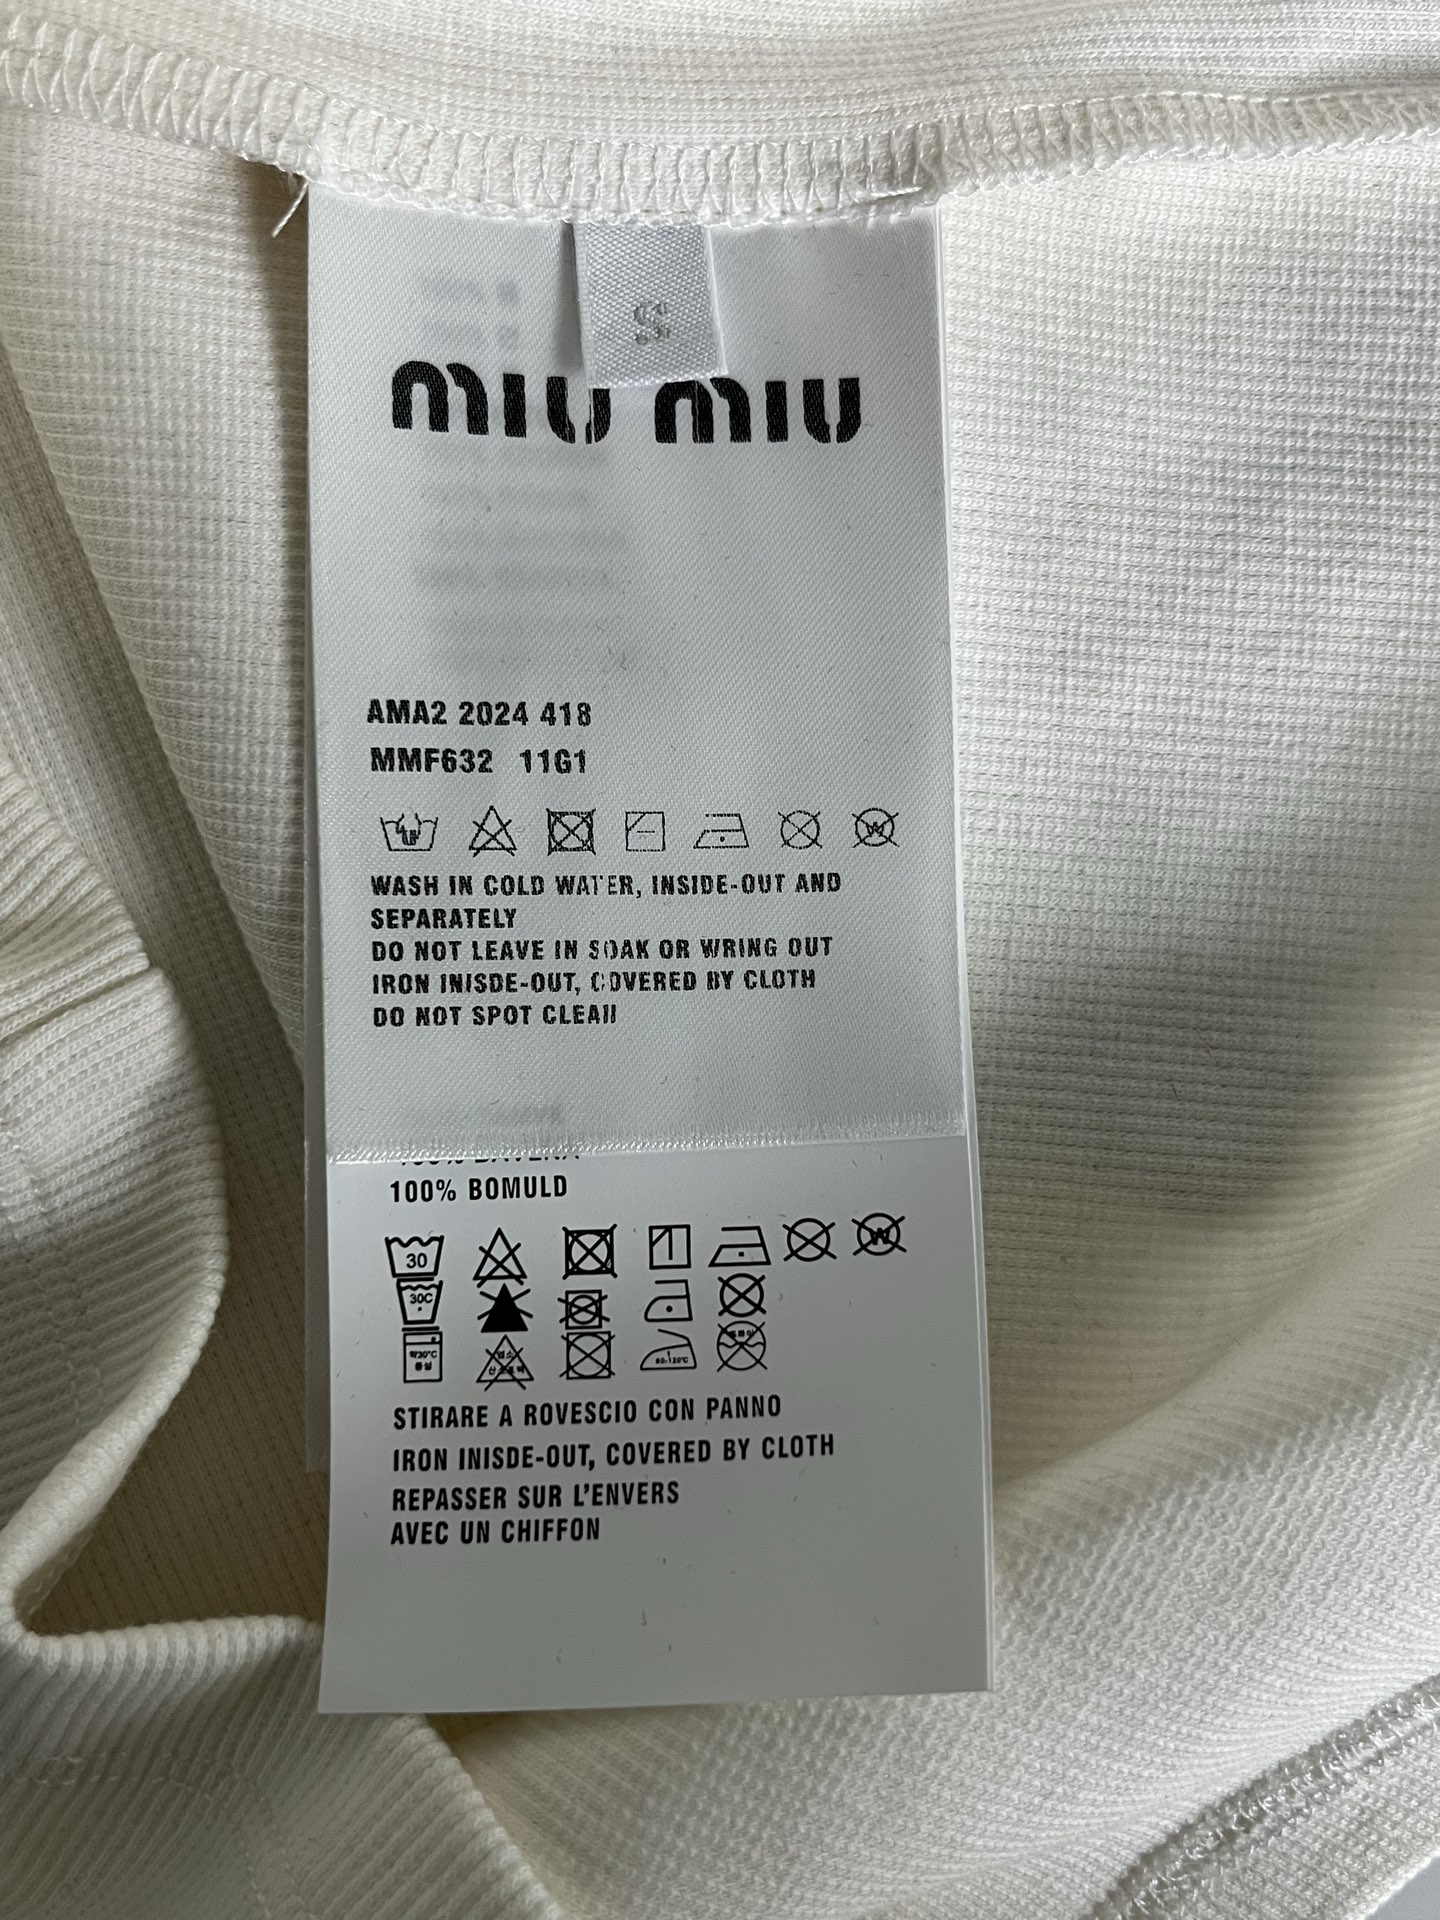 S
MIU MIU
AMA2 2024 418
MMF632 11G1
WASH IN COLD WATER, INSIDE-OUT AND
SEPARATELY
DO NOT LEAVE IN SOAK OR WRING OUT
IRON INISDE-OUT, COVERED BY CLOTH
DO NOT SPOT CLEAN
100% BOMULD
30
W
30C
STIRARE A ROVESCIO CON PANNO
IRON INISDE-OUT, COVERED BY CLOTH
REPASSER SUR L'ENVERS
AVEC UN CHIFFON